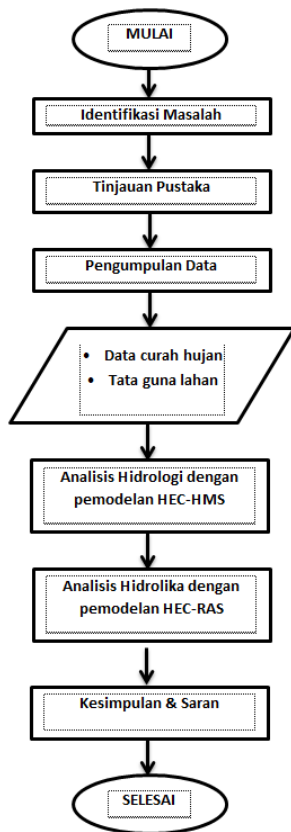 MULAI
Identifikasi Masalah
Tinjauan Pustaka
Pengumpulan Data
• Data curah hujan
• Tata guna lahan
Analisis Hidrologi dengan
pemodelan HEC-HMS
Analisis Hidrolika dengan
pemodelan HEC-RAS
Kesimpulan & Saran
SELESAI